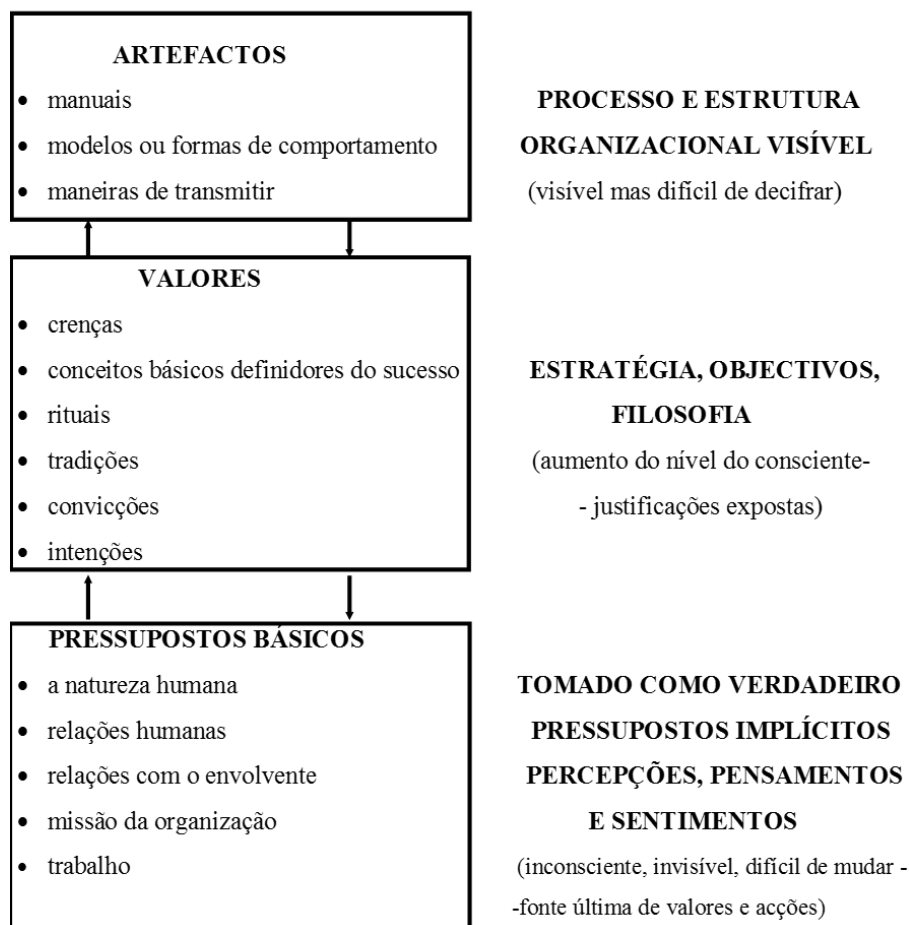 ARTEFACTOS
• manuais
• modelos ou formas de comportamento
• maneiras de transmitir
PROCESSO E ESTRUTURA
ORGANIZACIONAL VISÍVEL
(visível mas difícil de decifrar)
VALORES
• crenças
• conceitos básicos definidores do sucesso
• rituais
• tradições
• convicções
• intenções
ESTRATÉGIA, OBJECTIVOS,
FILOSOFIA
(aumento do nível do consciente-
- justificações expostas)
PRESSUPOSTOS BÁSICOS
• a natureza humana
• relações humanas
• relações com o envolvente
• missão da organização
• trabalho
TOMADO COMO VERDADEIRO
PRESSUPOSTOS IMPLÍCITOS
PERCEPÇÕES, PENSAMENTOS
E SENTIMENTOS
(inconsciente, invisível, difícil de mudar -
-fonte última de valores e acções)